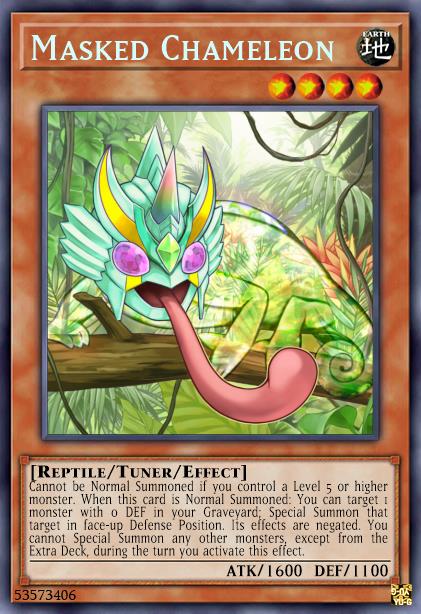 MASKED CHAMELEON
EARTH
地
[REPTILE/TUNER/EFFECT]
Cannot be Normal Summoned if you control a Level 5 or higher
monster. When this card is Normal Summoned: You can target 1
monster with 0 DEF in your Graveyard; Special Summon that
target in face-up Defense Position. Its effects are negated. You
cannot Special Summon any other monsters, except from the
Extra Deck, during the turn you activate this effect.
ATK/1600 DEF/1100
53573406